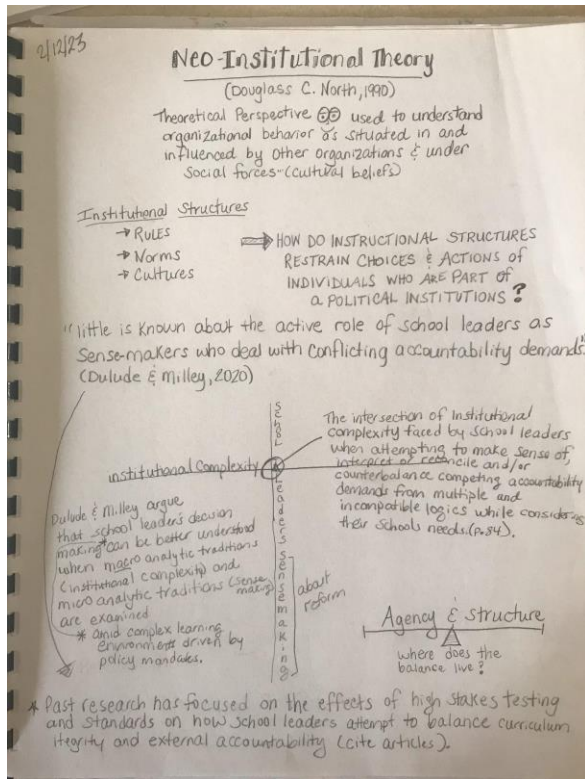 2/12/23
Neo-Institutional Theory
(Douglass C. North, 1990)
Theoretical Perspective used to understand
organizational behavior as situated in and
influenced by other organizations & under
Social forces-(cultural beliefs)
Institutional Structures
→ RULES
→ Norms
→ Cultures
⇒ HOW DO INSTRUCTIONAL STRUCTURES
RESTRAIN CHOICES & ACTIONS OF
INDIVIDUALS WHO ARE PART OF
a POLITICAL INSTITUTIONS?
"little is known about the active role of school leaders as
Sense-makers who deal with conflicting accountability demands"
(Dulude & Milley, 2020)
School Leaders sensemaking
about
reform
institutional Complexity
The intersection of Institutional
complexity faced by school leaders
when attempting to make sense of,
interpret or reconcile and/or
counterbalance competing accountability
demands from multiple and
incompatible logics while considering
their schools needs.(p.84).
Dulude & Milley argue
that school leader's decision
making* can be better understood
when macro analytic traditions
(institutional complexity) and
micro analytic traditions (sense
making)
are examined
* amid complex learning
environments driven by
policy mandates.
Agency & structure
where does the
balance live?
* Past research has focused on the effects of high stakes testing
and standards on how school leaders attempt to balance curriculum
itegrity and external accountability (cite articles).